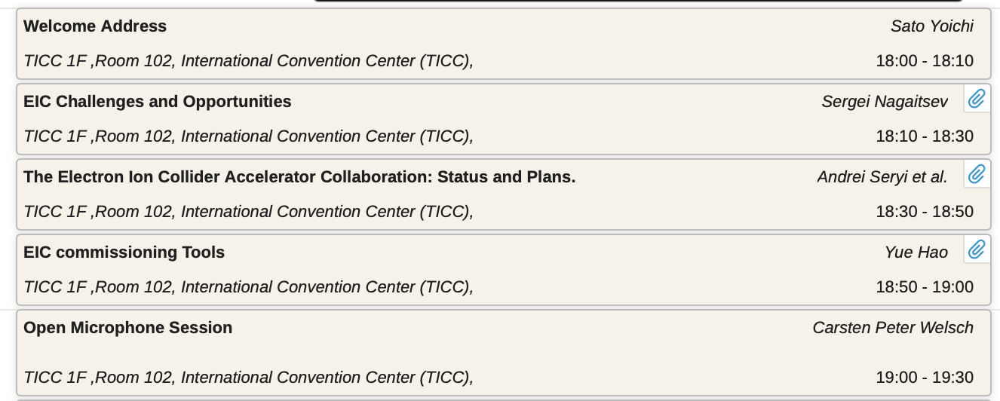 Welcome Address Sato Yoichi
TICC 1F ,Room 102, International Convention Center (TICC), 18:00 - 18:10
EIC Challenges and Opportunities Sergei Nagaitsev
TICC 1F ,Room 102, International Convention Center (TICC), 18:10 - 18:30
The Electron Ion Collider Accelerator Collaboration: Status and Plans. Andrei Seryi et al.
TICC 1F ,Room 102, International Convention Center (TICC), 18:30 - 18:50
EIC commissioning Tools Yue Hao
TICC 1F ,Room 102, International Convention Center (TICC), 18:50 - 19:00
Open Microphone Session Carsten Peter Welsch
TICC 1F ,Room 102, International Convention Center (TICC), 19:00 - 19:30